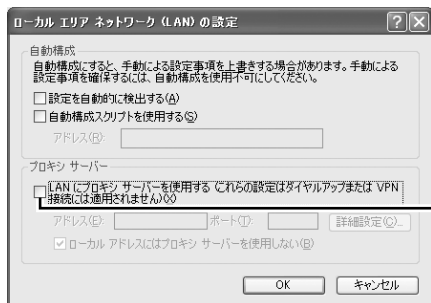 ローカル エリア ネットワーク (LAN) の設定
自動構成
自動構成にすると、手動による設定事項を上書きする場合があります。手動による
設定事項を確保するには、自動構成を使用不可にしてください。
設定を自動的に検出する(A)
自動構成スクリプトを使用する(S)
アドレス(R):
プロキシ サーバー
LAN にプロキシ サーバーを使用する (これらの設定はダイヤルアップまたは VPN
接続には適用されません)(X)
アドレス(E): ポート(T): 詳細設定(C)...
ローカル アドレスにはプロキシ サーバーを使用しない(B)
OK キャンセル